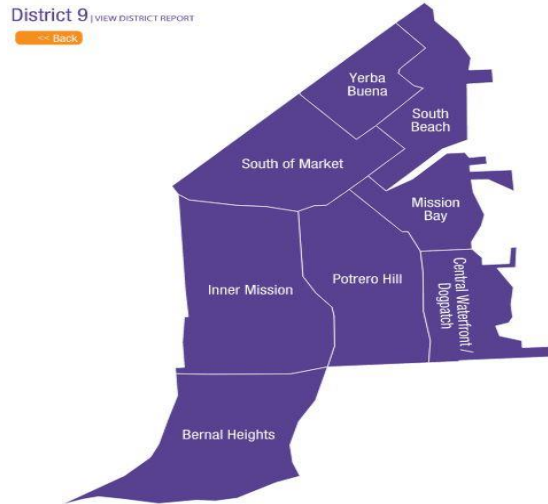 District 9 | VIEW DISTRICT REPORT
<< Back
Yerba
Buena
South
Beach
South of Market
Mission
Bay
Inner Mission
Potrero Hill
Central Waterfront /
Dogpatch
Bernal Heights